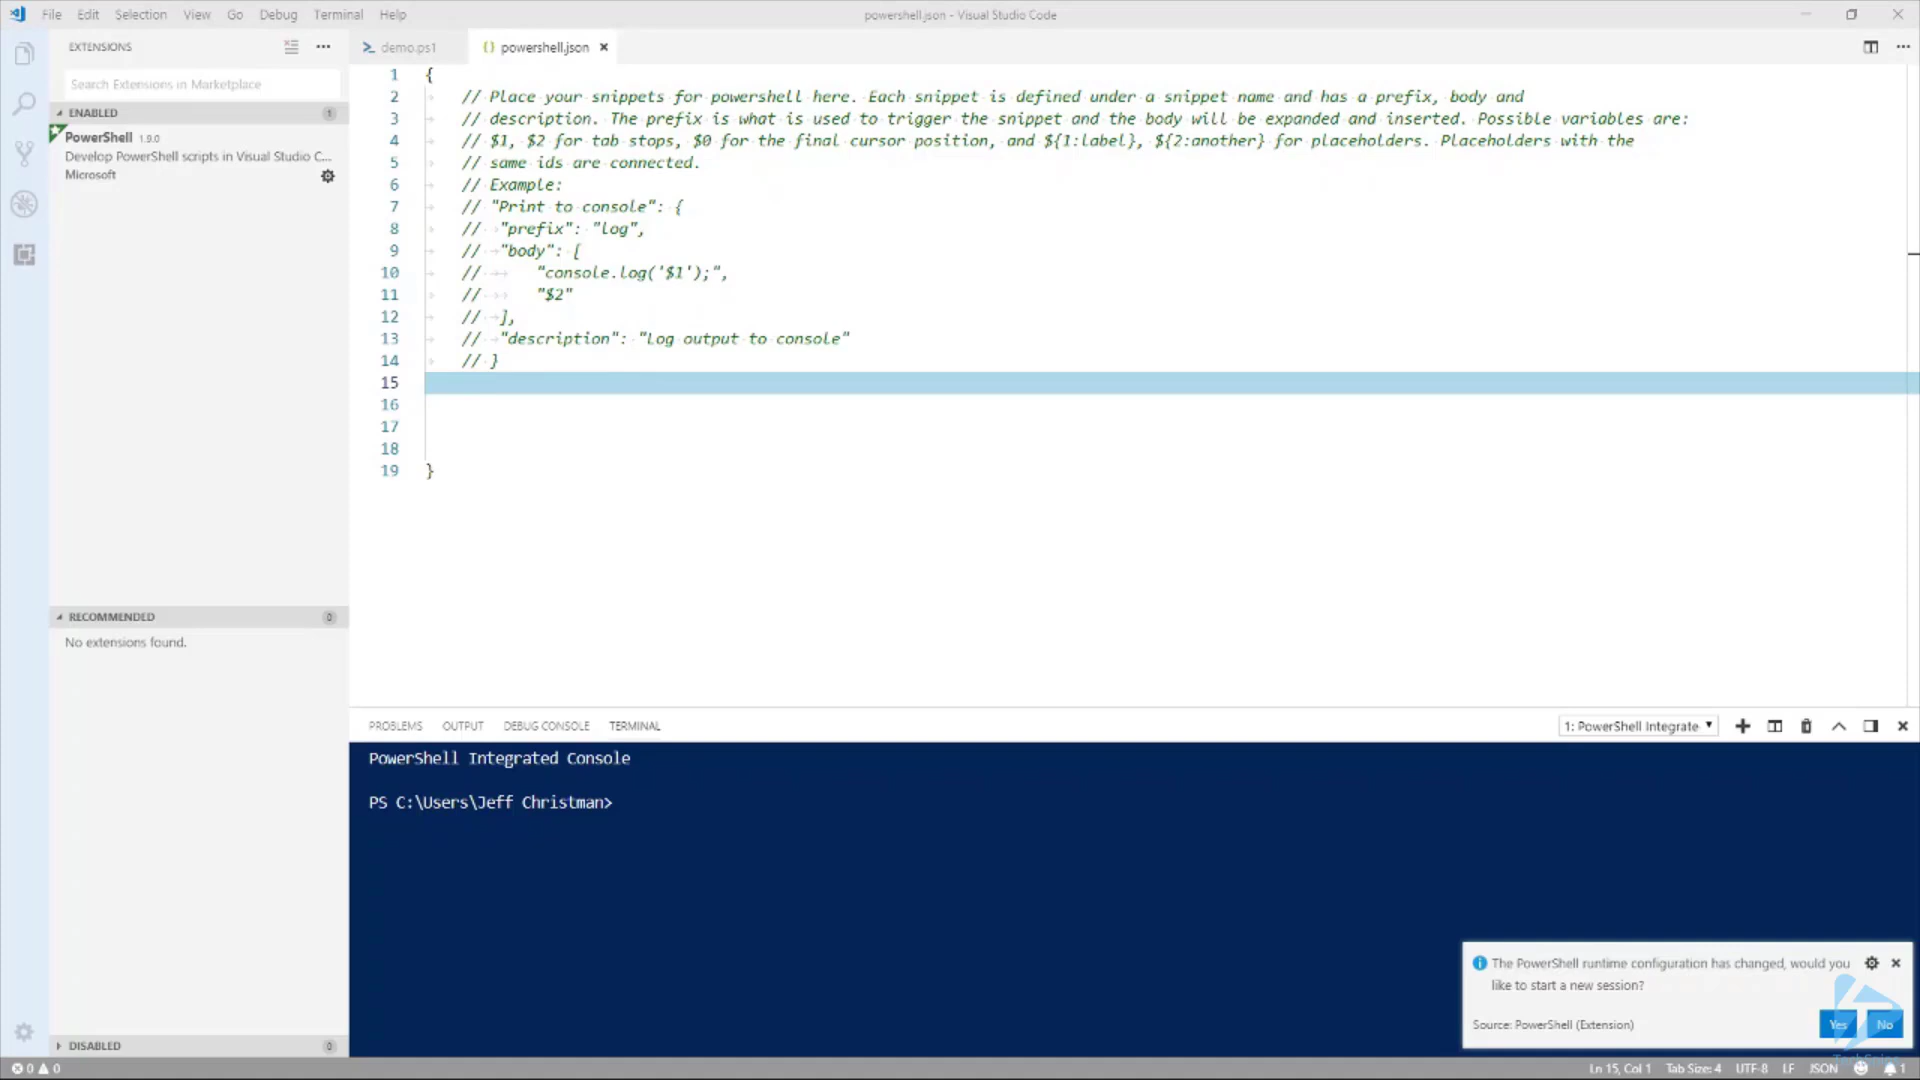 File Edit Selection View Go Debug Terminal Help
powershell.json - Visual Studio Code
EXTENSIONS
demo.ps1
{} powershell.json
Search Extensions in Marketplace
ENABLED 1
PowerShell 1.9.0
Develop PowerShell scripts in Visual Studio C...
Microsoft
RECOMMENDED 0
No extensions found.
DISABLED 0
1 {
2 // Place your snippets for powershell here. Each snippet is defined under a snippet name and has a prefix, body and
3 // description. The prefix is what is used to trigger the snippet and the body will be expanded and inserted. Possible variables are:
4 // $1, $2 for tab stops, $0 for the final cursor position, and ${1:label}, ${2:another} for placeholders. Placeholders with the
5 // same ids are connected.
6 // Example:
7 // "Print to console": {
8 // "prefix": "log",
9 // "body": [
10 // "console.log('$1');",
11 // "$2"
12 // ],
13 // "description": "Log output to console"
14 // }
15
16
17
18
19 }
PROBLEMS OUTPUT DEBUG CONSOLE TERMINAL
1: PowerShell Integrate
PowerShell Integrated Console
PS C:\Users\Jeff Christman>
The PowerShell runtime configuration has changed, would you
like to start a new session?
Source: PowerShell (Extension)
Yes No
0 0
Ln 15, Col 1 Tab Size: 4 UTF-8 LF JSON 1